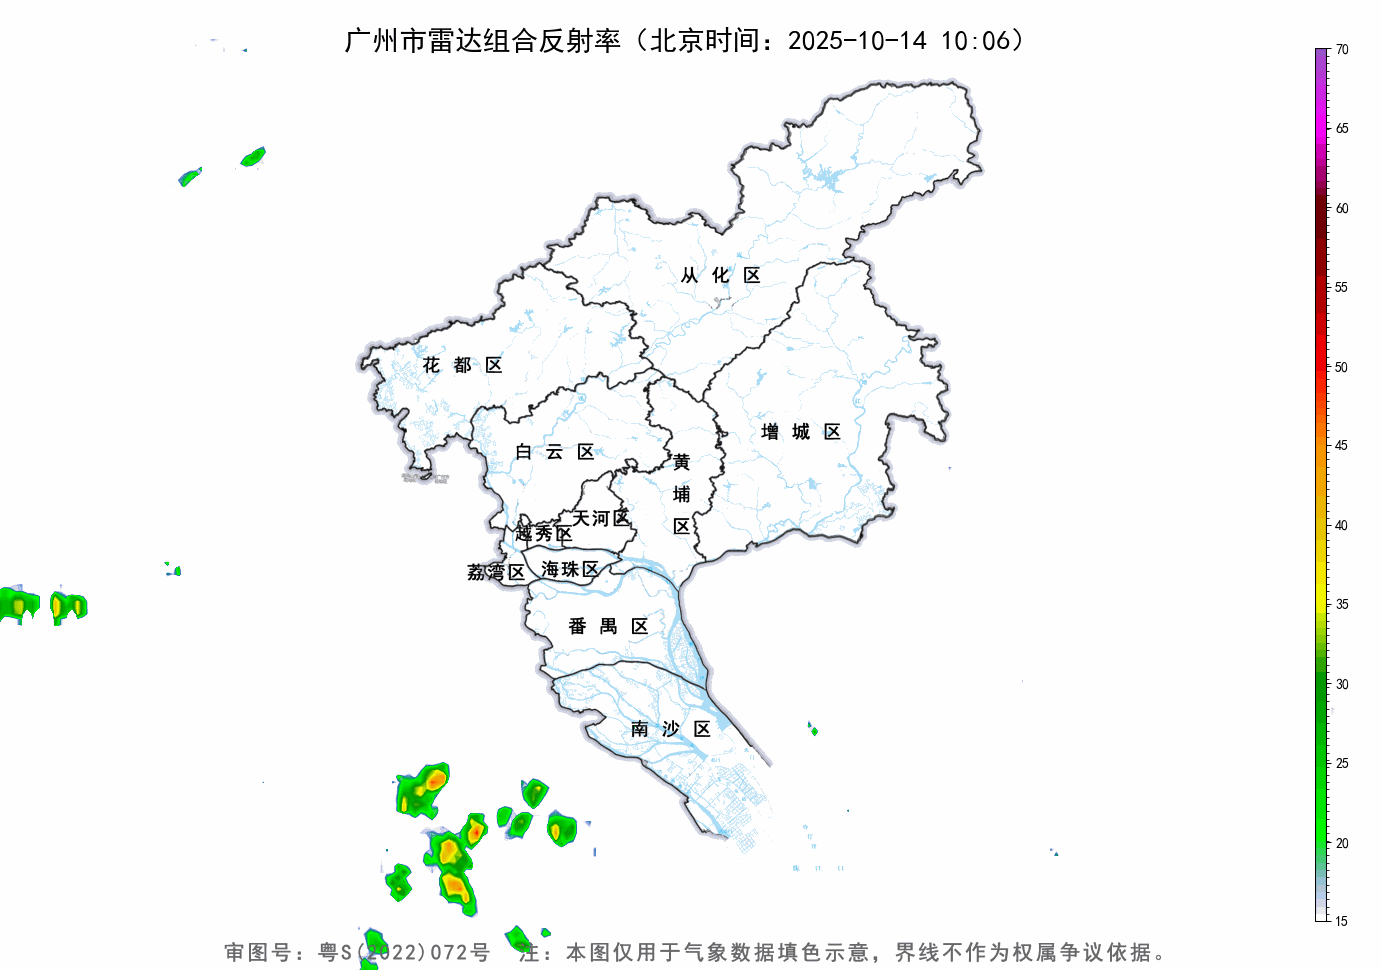 广州市雷达组合反射率（北京时间：2025-10-14 10:06）
70
65
60
55
50
45
40
35
30
25
20
15
从化区
花都区
增城区
白云区
黄埔区
天河区
越秀区
荔湾区
海珠区
番禺区
南沙区
审图号：粤S(2022)072号 注：本图仅用于气象数据填色示意，界线不作为权属争议依据。